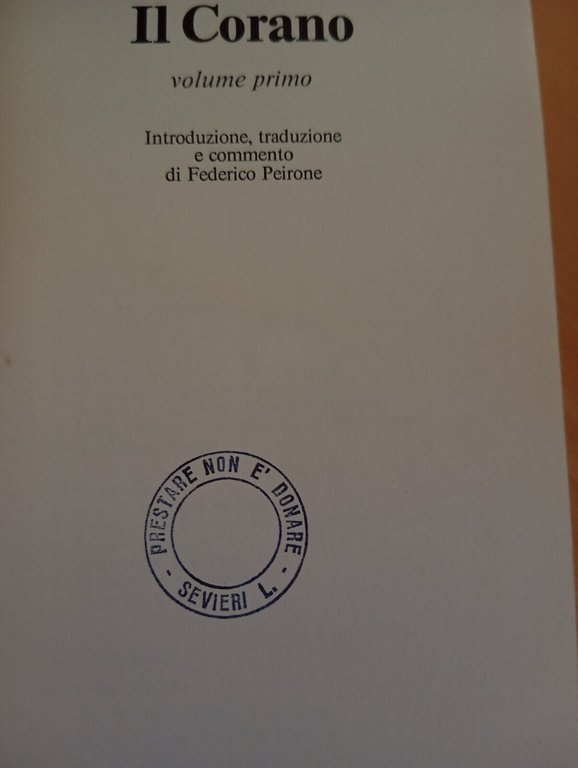 Il Corano
volume primo
Introduzione, traduzione
e commento
di Federico Peirone
PRESTARE NON E' DONARE
- SEVIERI L. -